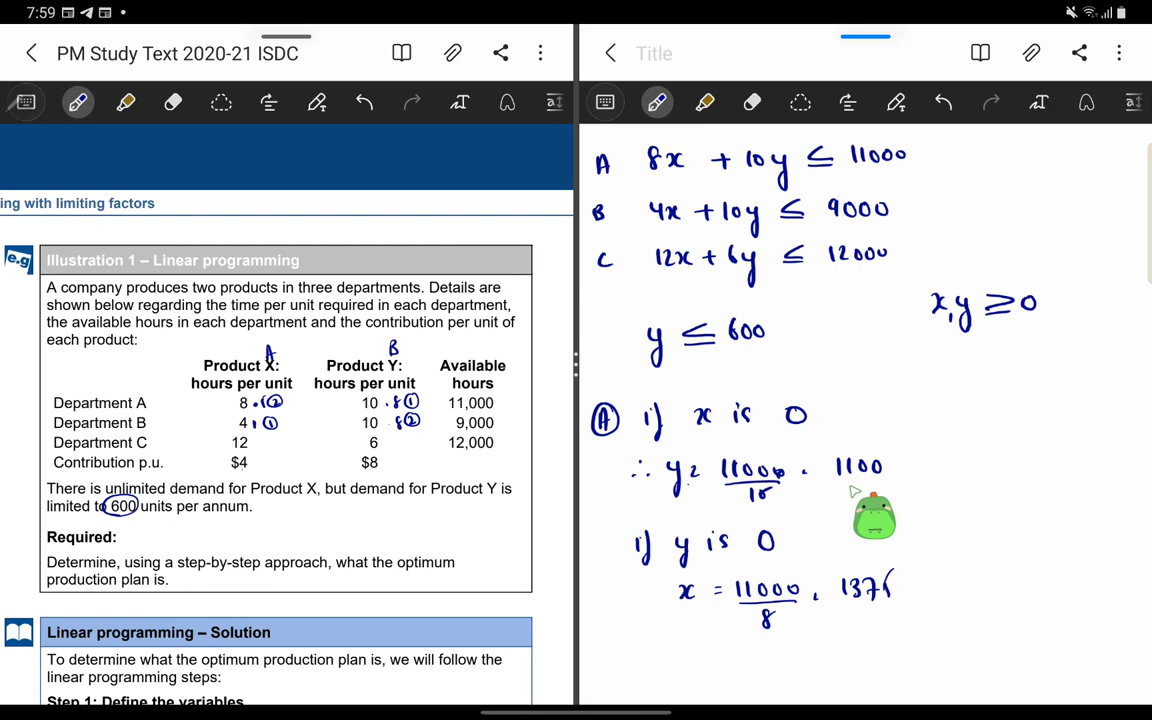 7:59
PM Study Text 2020-21 ISDC
ing with limiting factors
e.g
Illustration 1 – Linear programming
A company produces two products in three departments. Details are
shown below regarding the time per unit required in each department,
the available hours in each department and the contribution per unit of
each product:
A B
Product X: Product Y: Available
hours per unit hours per unit hours
Department A 8 ② 10 .8 ① 11,000
Department B 4 ① 10 8 ② 9,000
Department C 12 6 12,000
Contribution p.u. $4 $8
There is unlimited demand for Product X, but demand for Product Y is
limited to 600 units per annum.
Required:
Determine, using a step-by-step approach, what the optimum
production plan is.
Linear programming – Solution
To determine what the optimum production plan is, we will follow the
linear programming steps:
Step 1: Define the variables
Title
A 8x + 10y ≤ 11000
B 4x + 10y ≤ 9000
C 12x + 6y ≤ 12000
x,y ≥ 0
y ≤ 600
Ⓐ if x is 0
∴ y = 11000/10 . 1100
if y is 0
x = 11000/8 . 1375